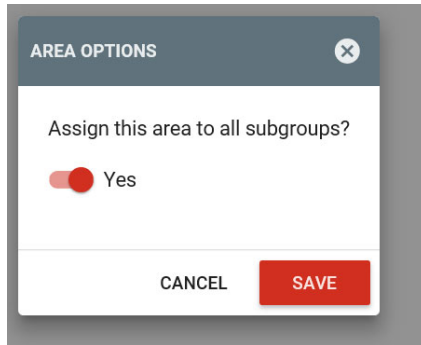 AREA OPTIONS
Assign this area to all subgroups?
Yes
CANCEL SAVE